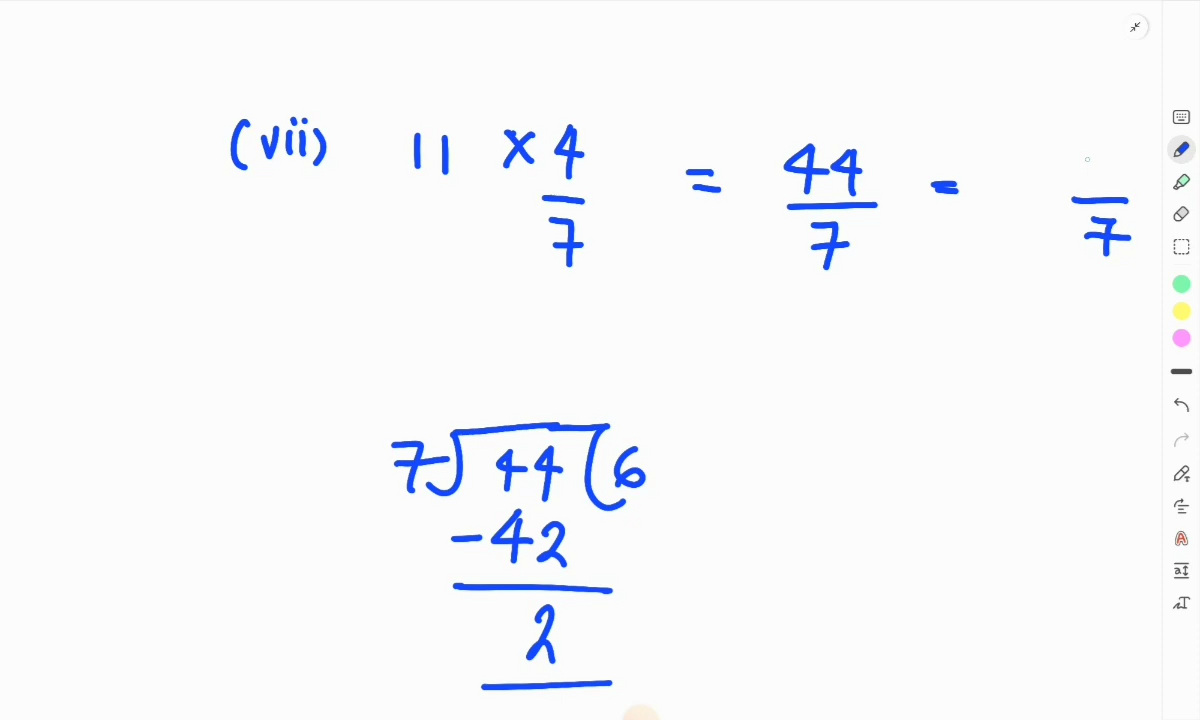 (vii) 11 × 4/7 = 44/7 = /7
7)44(6
-42
2